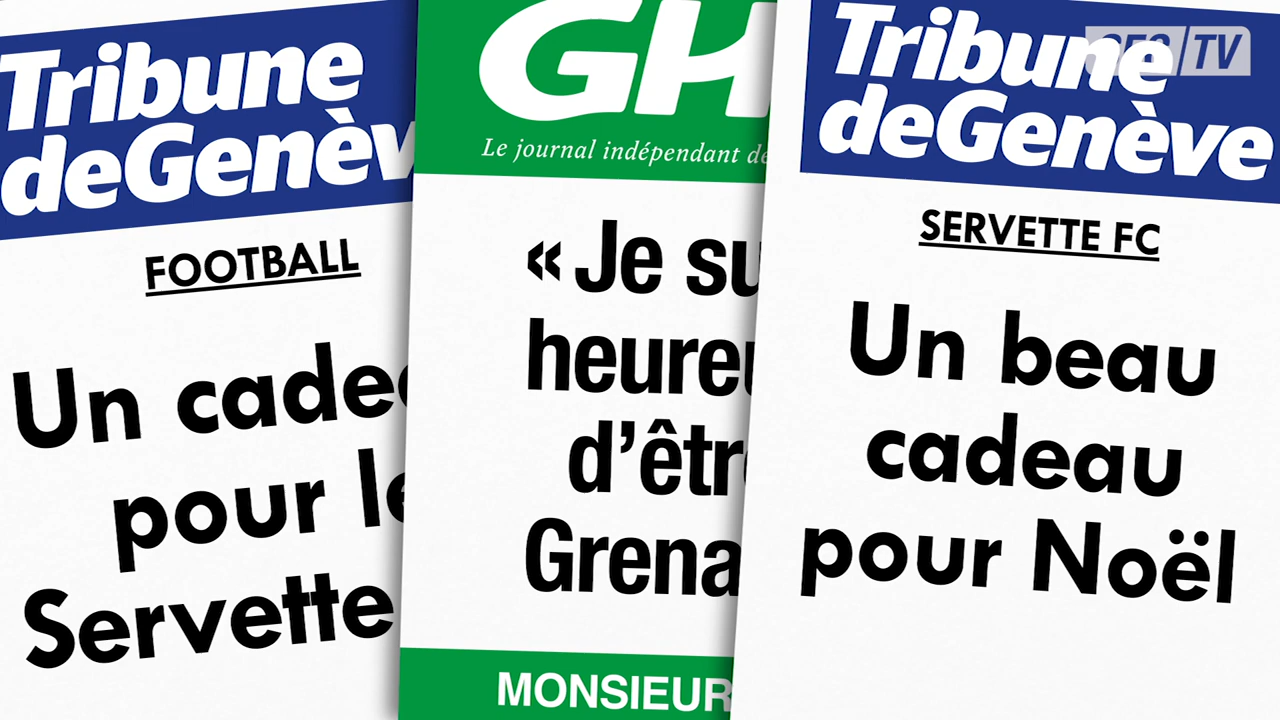 Tribune
deGenèv
FOOTBALL
Un cade
pour le
Servette
GH
Le journal indépendant de
« Je su
heureu
d’être
Grena
MONSIEUR
Tribune
deGenève
SERVETTE FC
Un beau
cadeau
pour Noël
TV